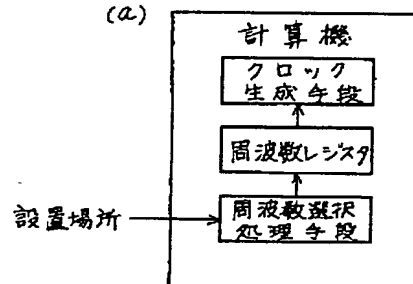 (a)
計算機
クロック
生成手段
周波数レジスタ
設置場所
周波数選択
処理手段